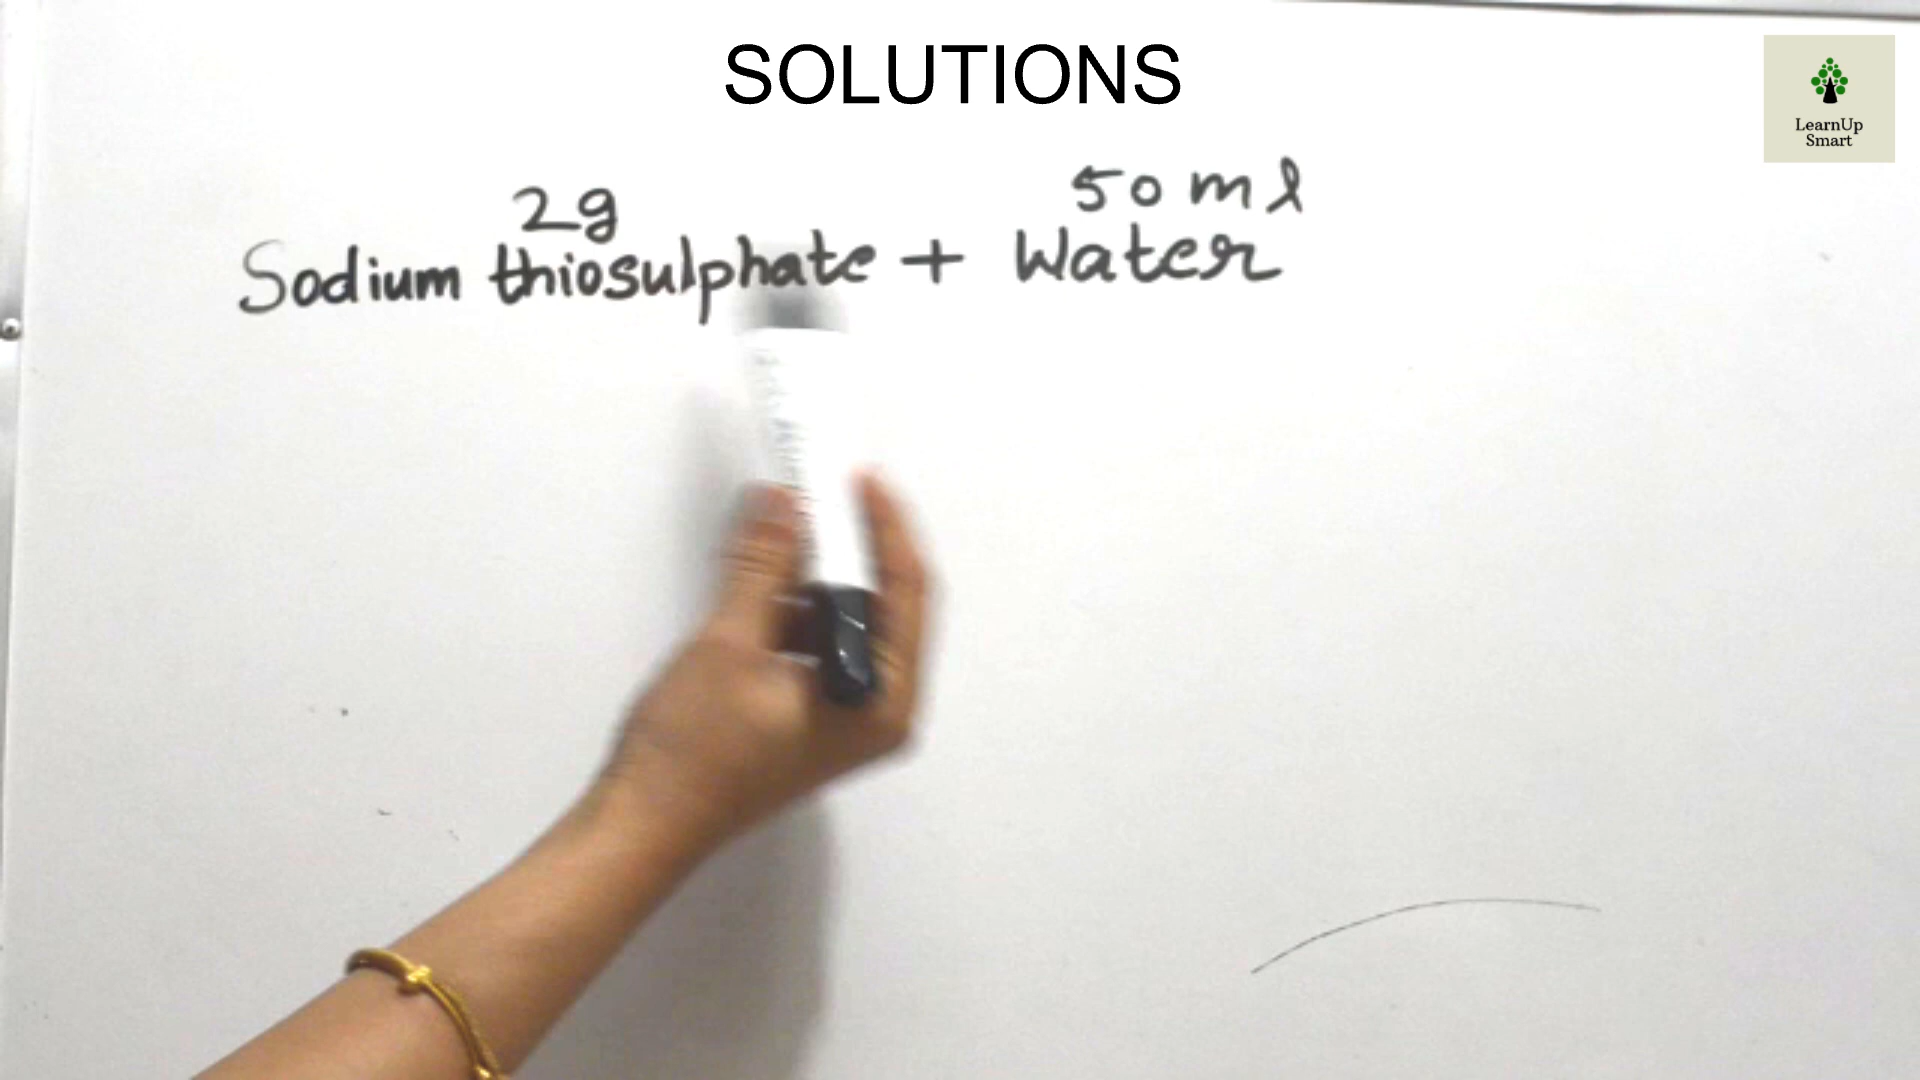 SOLUTIONS
LearnUp
Smart
2g
50 ml
Sodium thiosulphate + Water